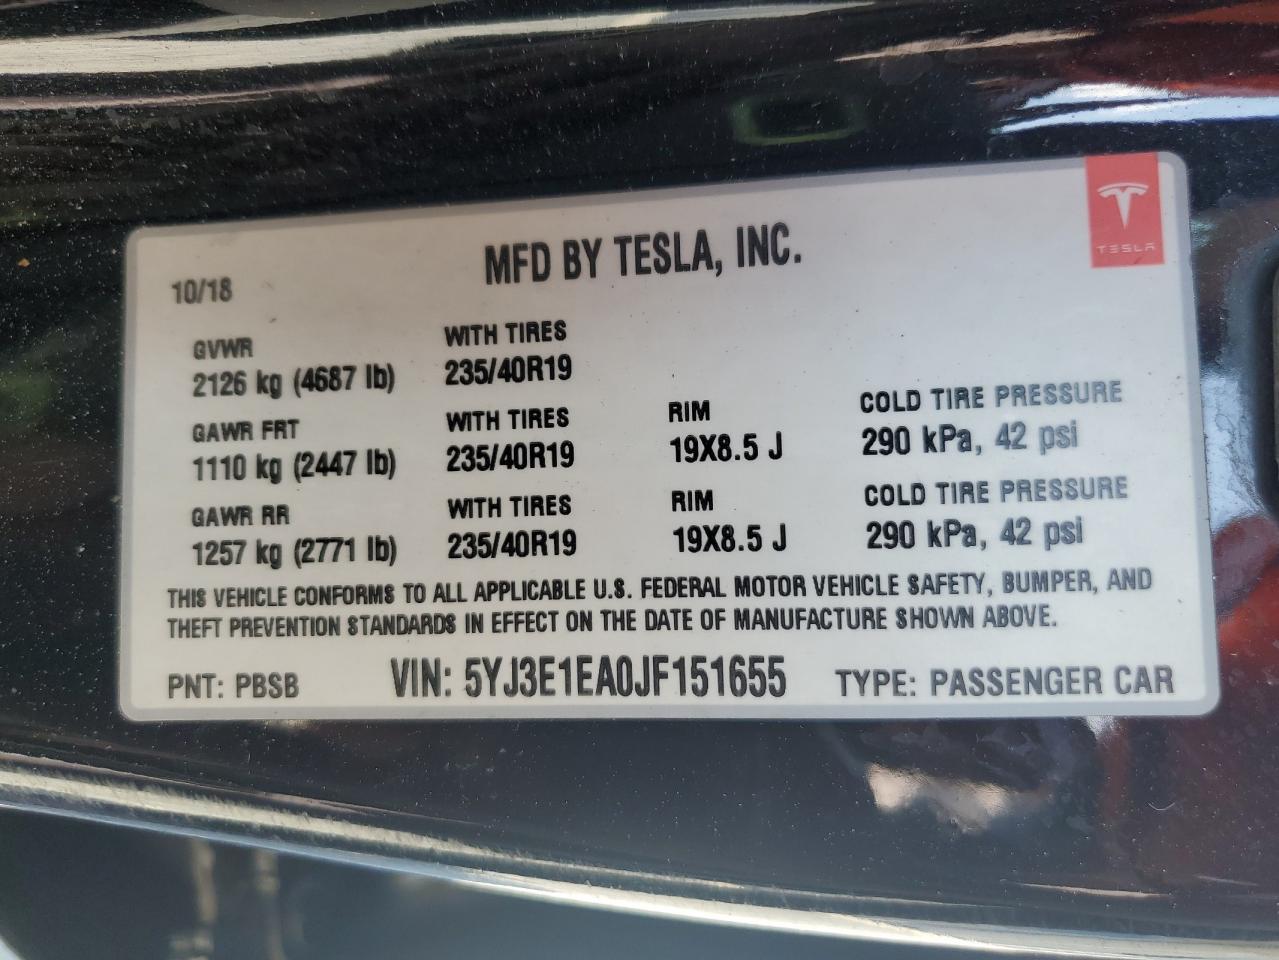 TESLA
MFD BY TESLA, INC.
10/18
GVWR WITH TIRES
2126 kg (4687 lb) 235/40R19
GAWR FRT WITH TIRES RIM COLD TIRE PRESSURE
1110 kg (2447 lb) 235/40R19 19X8.5 J 290 kPa, 42 psi
GAWR RR WITH TIRES RIM COLD TIRE PRESSURE
1257 kg (2771 lb) 235/40R19 19X8.5 J 290 kPa, 42 psi
THIS VEHICLE CONFORMS TO ALL APPLICABLE U.S. FEDERAL MOTOR VEHICLE SAFETY, BUMPER, AND
THEFT PREVENTION STANDARDS IN EFFECT ON THE DATE OF MANUFACTURE SHOWN ABOVE.
PNT: PBSB VIN: 5YJ3E1EA0JF151655 TYPE: PASSENGER CAR